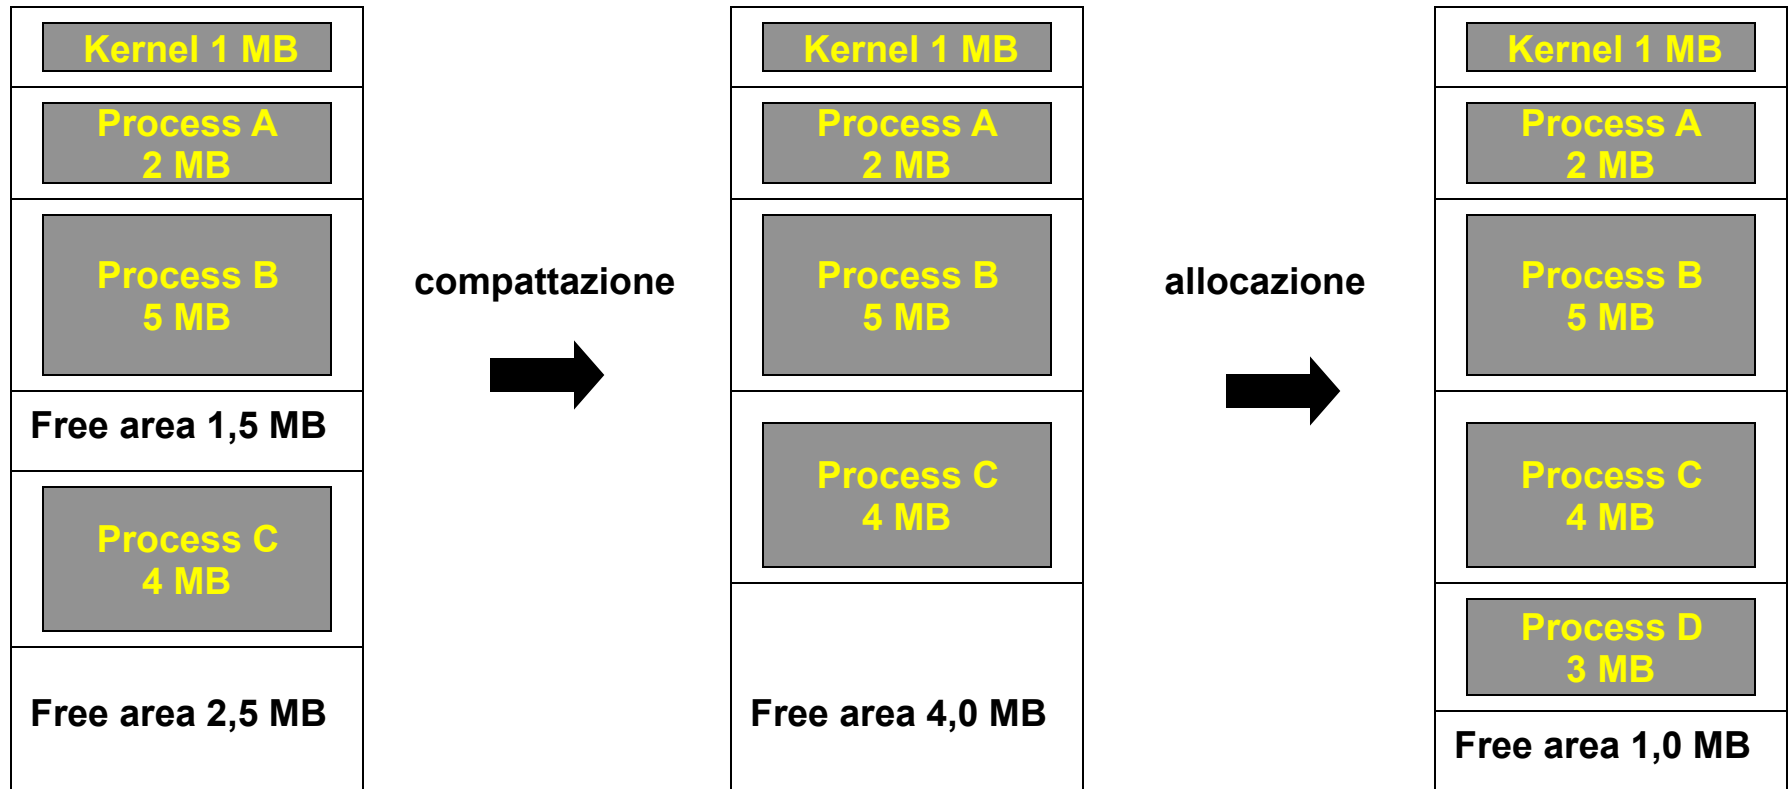 Kernel 1 MB
Process A
2 MB
Process B
5 MB
Free area 1,5 MB
Process C
4 MB
Free area 2,5 MB
compattazione
Kernel 1 MB
Process A
2 MB
Process B
5 MB
Process C
4 MB
Free area 4,0 MB
allocazione
Kernel 1 MB
Process A
2 MB
Process B
5 MB
Process C
4 MB
Process D
3 MB
Free area 1,0 MB